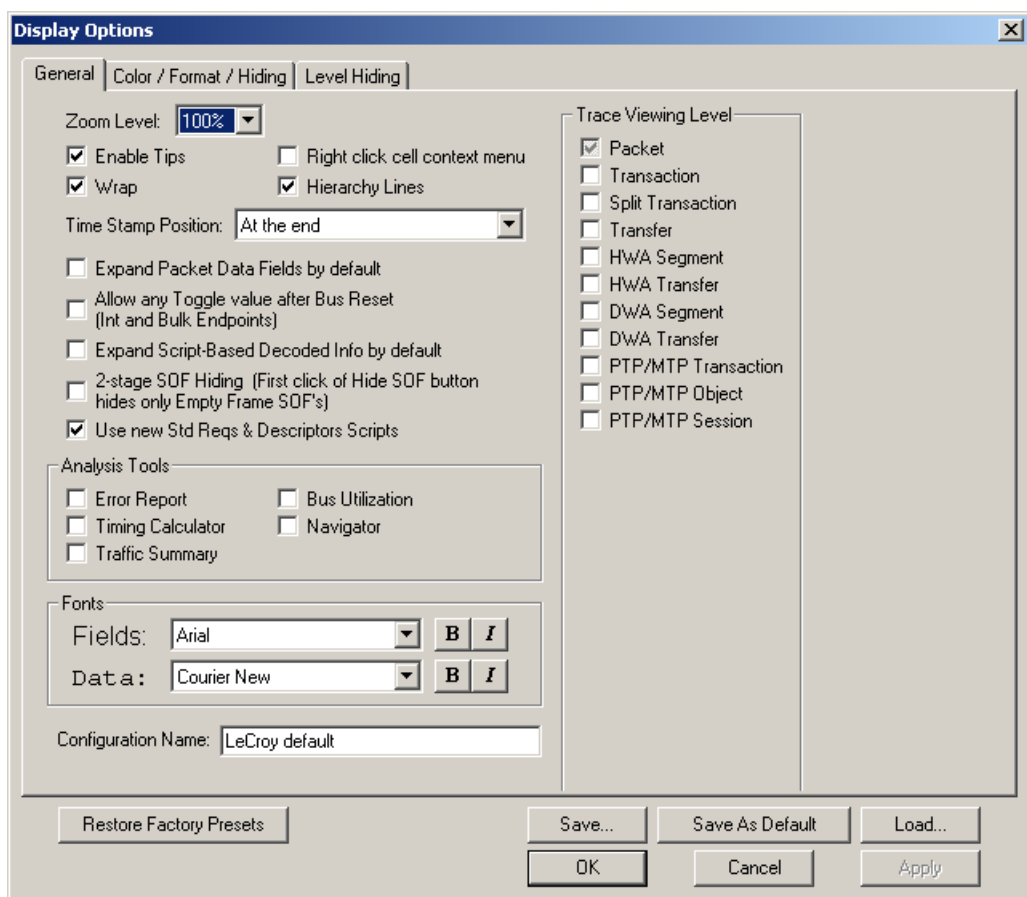 Display Options
General
Color / Format / Hiding
Level Hiding
Zoom Level: 100%
Enable Tips
Right click cell context menu
Wrap
Hierarchy Lines
Time Stamp Position: At the end
Expand Packet Data Fields by default
Allow any Toggle value after Bus Reset
(Int and Bulk Endpoints)
Expand Script-Based Decoded Info by default
2-stage SOF Hiding (First click of Hide SOF button
hides only Empty Frame SOF's)
Use new Std Reqs & Descriptors Scripts
Analysis Tools
Error Report
Bus Utilization
Timing Calculator
Navigator
Traffic Summary
Fonts
Fields: Arial B I
Data: Courier New B I
Configuration Name: LeCroy default
Trace Viewing Level
Packet
Transaction
Split Transaction
Transfer
HWA Segment
HWA Transfer
DWA Segment
DWA Transfer
PTP/MTP Transaction
PTP/MTP Object
PTP/MTP Session
Restore Factory Presets
Save...
Save As Default
Load...
OK
Cancel
Apply